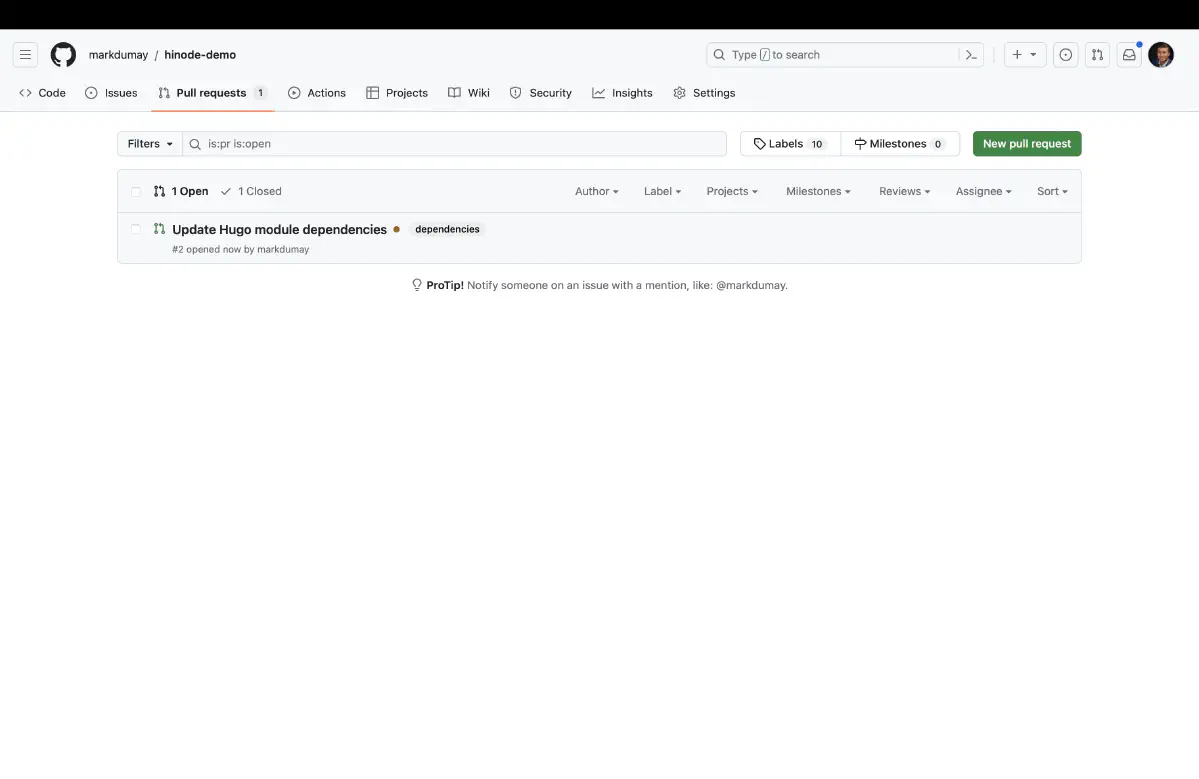 markdumay / hinode-demo
Type / to search
Code Issues Pull requests 1 Actions Projects Wiki Security Insights Settings
Filters is:pr is:open Labels 10 Milestones 0 New pull request
1 Open 1 Closed Author Label Projects Milestones Reviews Assignee Sort
Update Hugo module dependencies dependencies
#2 opened now by markdumay
ProTip! Notify someone on an issue with a mention, like: @markdumay.